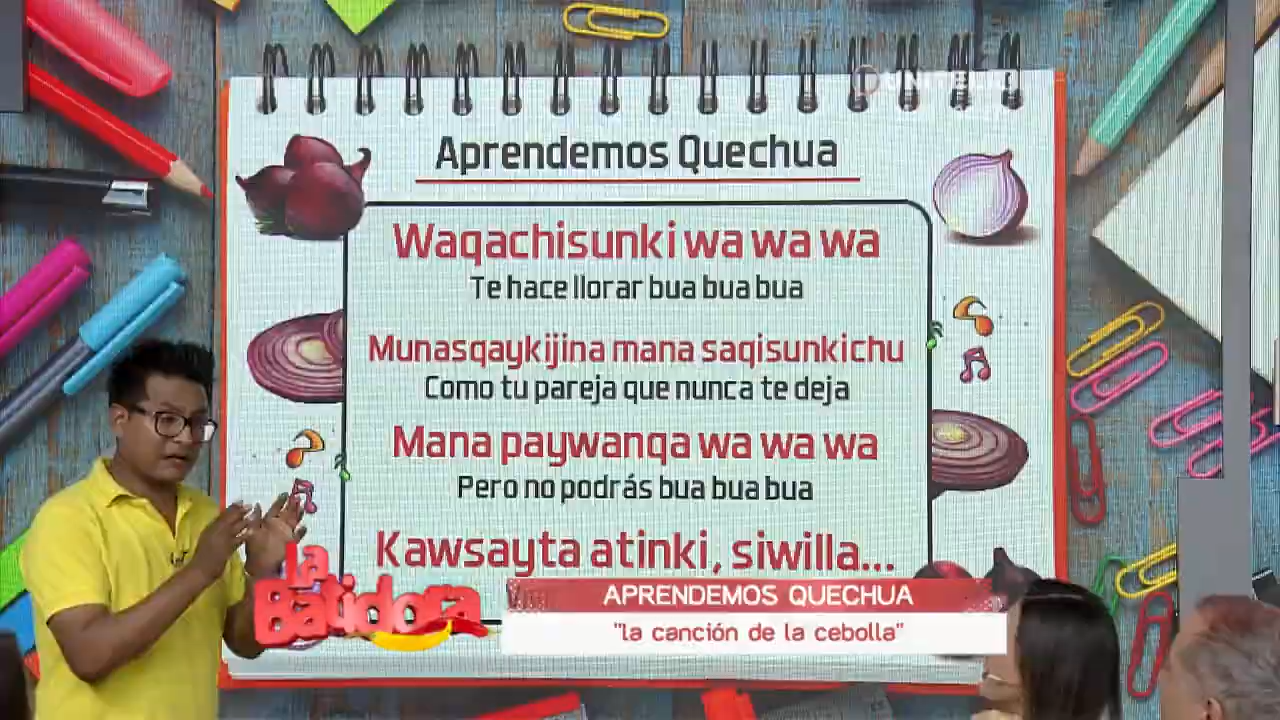 UNITEL
Aprendemos Quechua
Waqachisunki wa wa wa
Te hace llorar bua bua bua
Munasqaykijina mana saqisunkichu
Como tu pareja que nunca te deja
Mana paywanqa wa wa wa
Pero no podrás bua bua bua
Kawsayta atinki, siwilla...
La
Batidora
APRENDEMOS QUECHUA
"la canción de la cebolla"